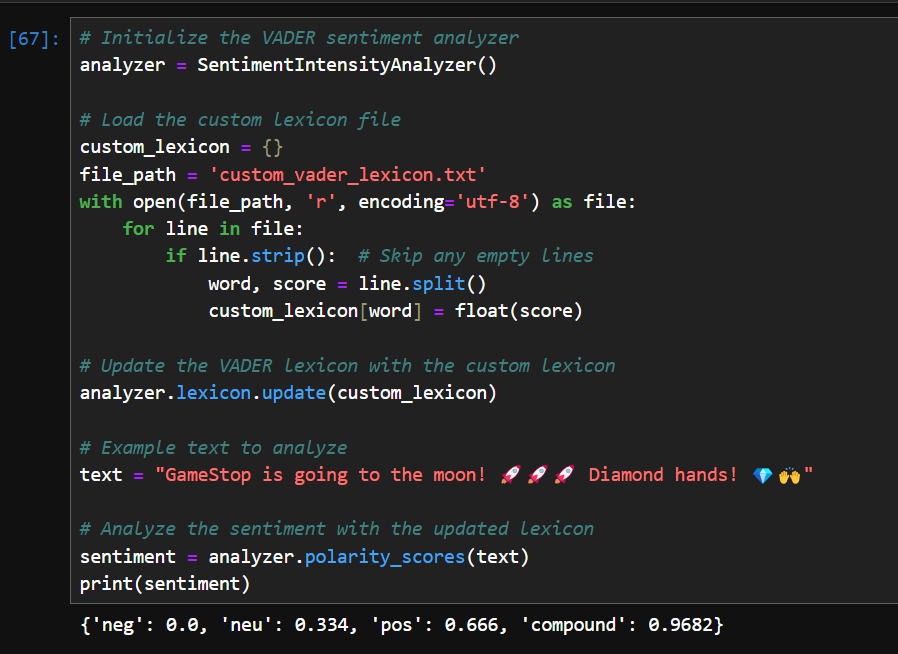 [67]:
# Initialize the VADER sentiment analyzer
analyzer = SentimentIntensityAnalyzer()
# Load the custom lexicon file
custom_lexicon = {}
file_path = 'custom_vader_lexicon.txt'
with open(file_path, 'r', encoding='utf-8') as file:
    for line in file:
        if line.strip():  # Skip any empty lines
            word, score = line.split()
            custom_lexicon[word] = float(score)
# Update the VADER lexicon with the custom lexicon
analyzer.lexicon.update(custom_lexicon)
# Example text to analyze
text = "GameStop is going to the moon! 🚀🚀🚀 Diamond hands! 💎🙌"
# Analyze the sentiment with the updated lexicon
sentiment = analyzer.polarity_scores(text)
print(sentiment)
{'neg': 0.0, 'neu': 0.334, 'pos': 0.666, 'compound': 0.9682}